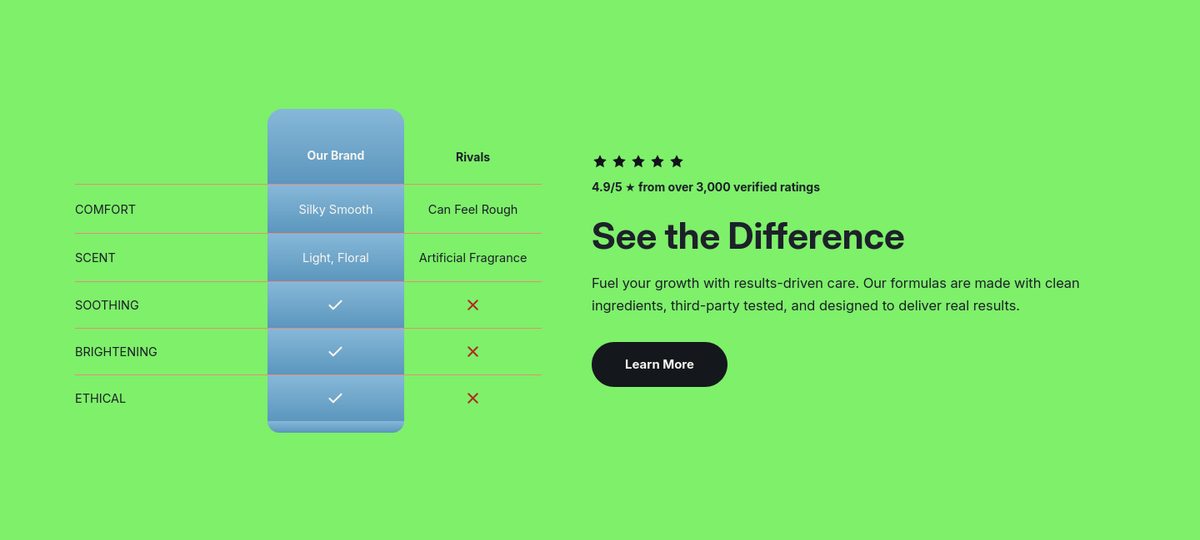 Our Brand Rivals
COMFORT Silky Smooth Can Feel Rough
SCENT Light, Floral Artificial Fragrance
SOOTHING
BRIGHTENING
ETHICAL
4.9/5 ★ from over 3,000 verified ratings
See the Difference
Fuel your growth with results-driven care. Our formulas are made with clean
ingredients, third-party tested, and designed to deliver real results.
Learn More